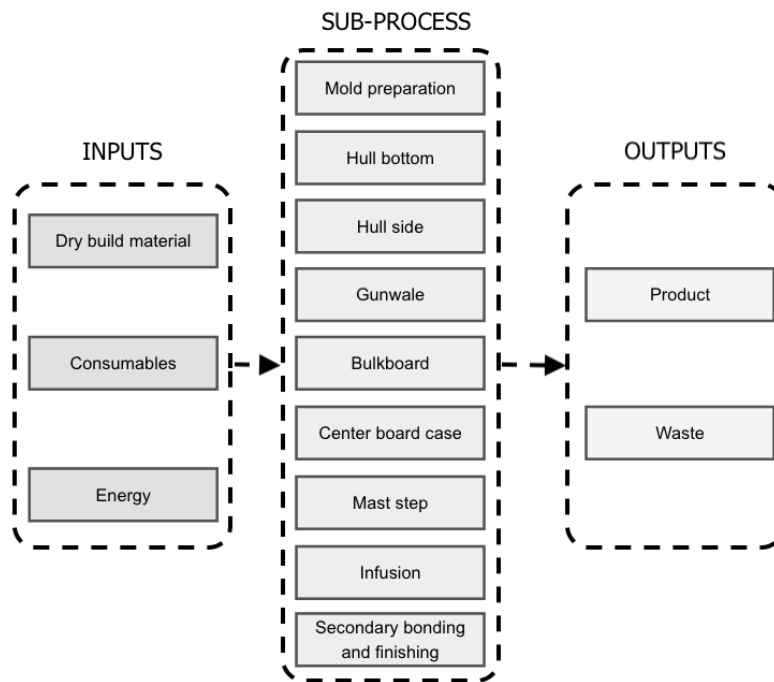 SUB-PROCESS
Mold preparation
Hull bottom
Hull side
Gunwale
Bulkboard
Center board case
Mast step
Infusion
Secondary bonding
and finishing
INPUTS
Dry build material
Consumables
Energy
OUTPUTS
Product
Waste